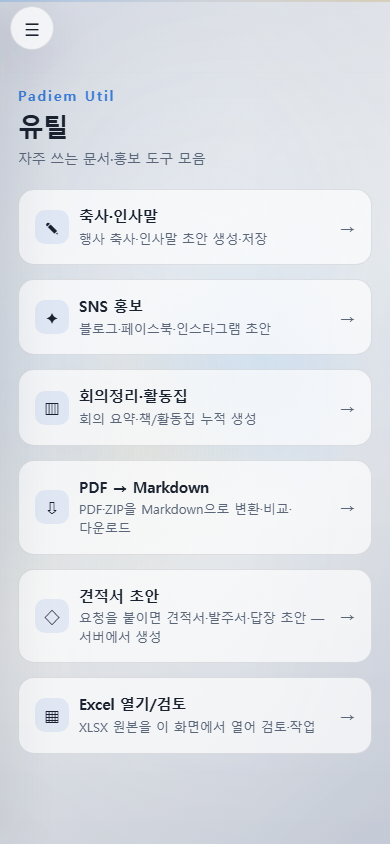 ☰
Padiem Util
유틸
자주 쓰는 문서·홍보 도구 모음
축사·인사말
행사 축사·인사말 초안 생성·저장
→
SNS 홍보
블로그·페이스북·인스타그램 초안
→
회의정리·활동집
회의 요약·책/활동집 누적 생성
→
PDF → Markdown
PDF·ZIP을 Markdown으로 변환·비교·
다운로드
→
견적서 초안
요청을 붙이면 견적서·발주서·답장 초안 —
서버에서 생성
→
Excel 열기/검토
XLSX 원본을 이 화면에서 열어 검토·작업
→